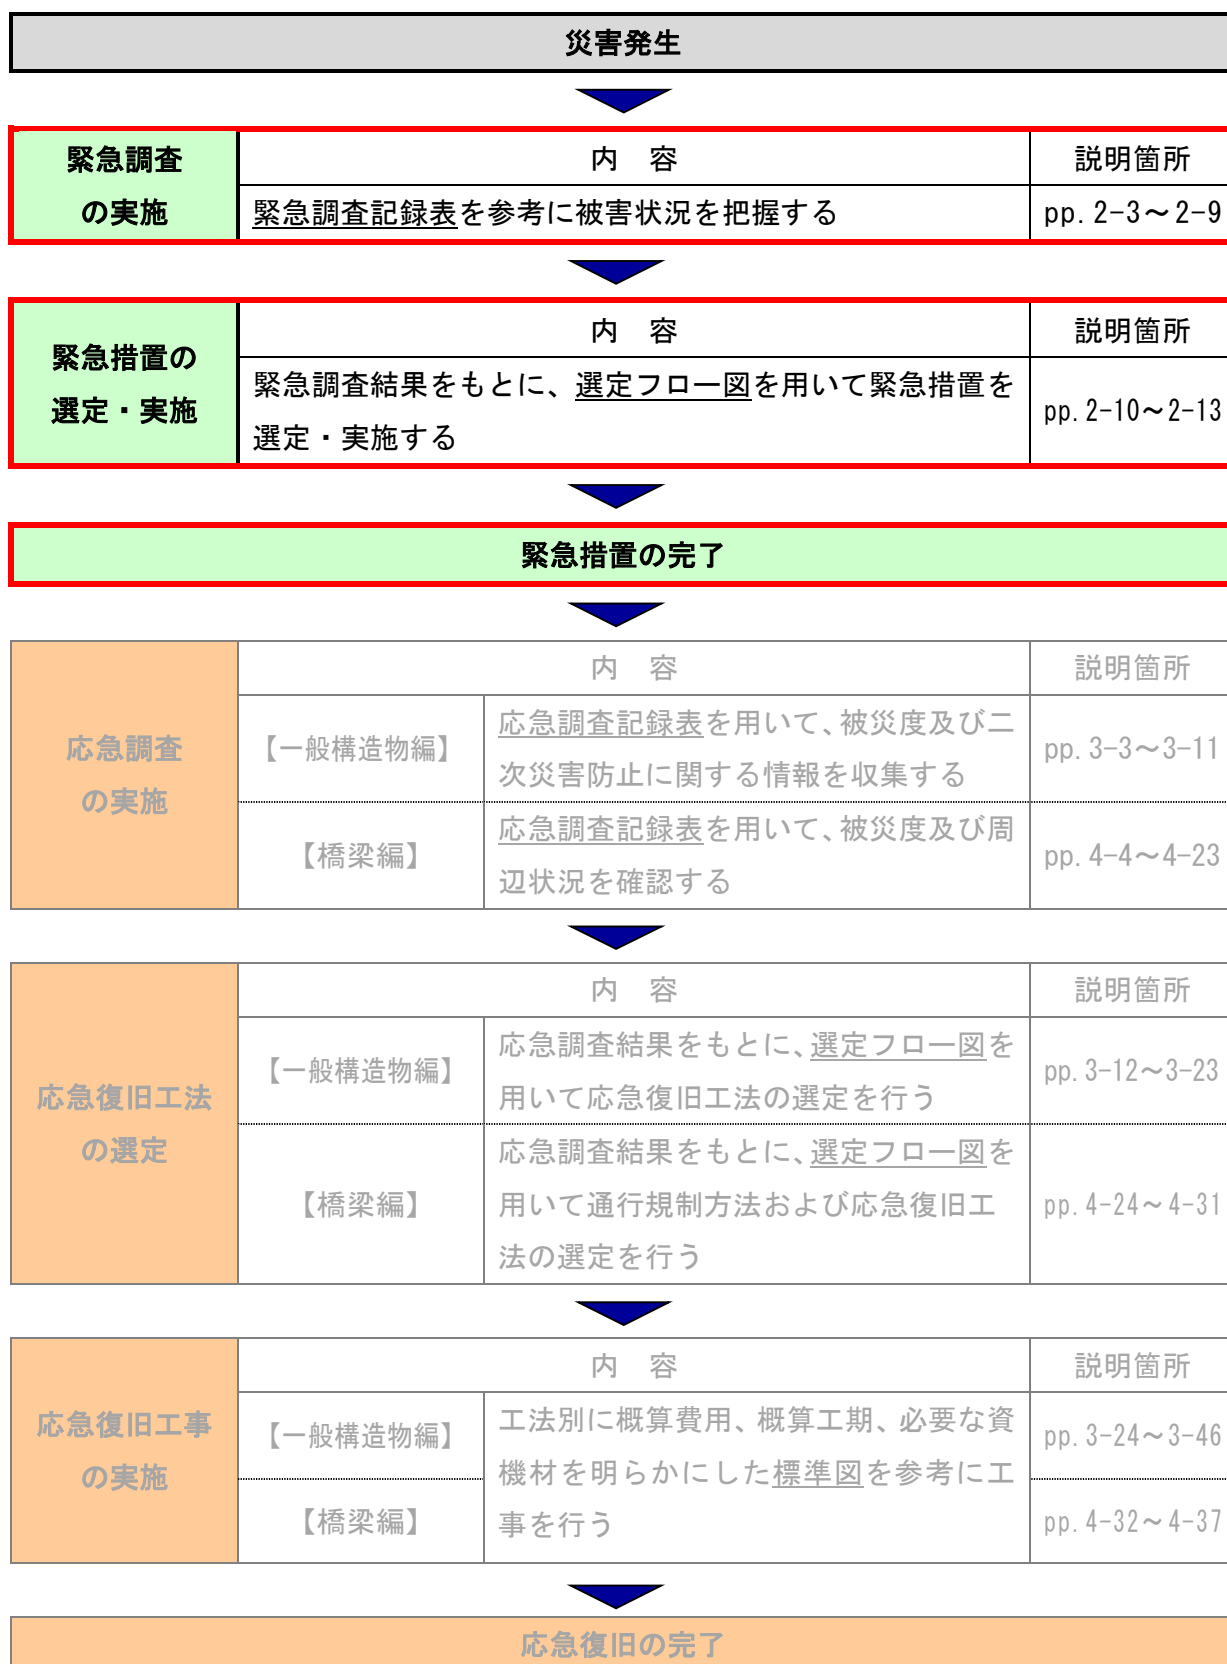 災害発生
緊急調査
の実施
内　容
説明箇所
緊急調査記録表を参考に被害状況を把握する
pp. 2-3～2-9
緊急措置の
選定・実施
内　容
説明箇所
緊急調査結果をもとに、選定フロー図を用いて緊急措置を
選定・実施する
pp. 2-10～2-13
緊急措置の完了
応急調査
の実施
内　容
説明箇所
【一般構造物編】
応急調査記録表を用いて、被災度及び二
次災害防止に関する情報を収集する
pp. 3-3～3-11
【橋梁編】
応急調査記録表を用いて、被災度及び周
辺状況を確認する
pp. 4-4～4-23
応急復旧工法
の選定
内　容
説明箇所
【一般構造物編】
応急調査結果をもとに、選定フロー図を
用いて応急復旧工法の選定を行う
pp. 3-12～3-23
【橋梁編】
応急調査結果をもとに、選定フロー図を
用いて通行規制方法および応急復旧工
法の選定を行う
pp. 4-24～4-31
応急復旧工事
の実施
内　容
説明箇所
【一般構造物編】
工法別に概算費用、概算工期、必要な資
機材を明らかにした標準図を参考に工
事を行う
pp. 3-24～3-46
【橋梁編】
pp. 4-32～4-37
応急復旧の完了